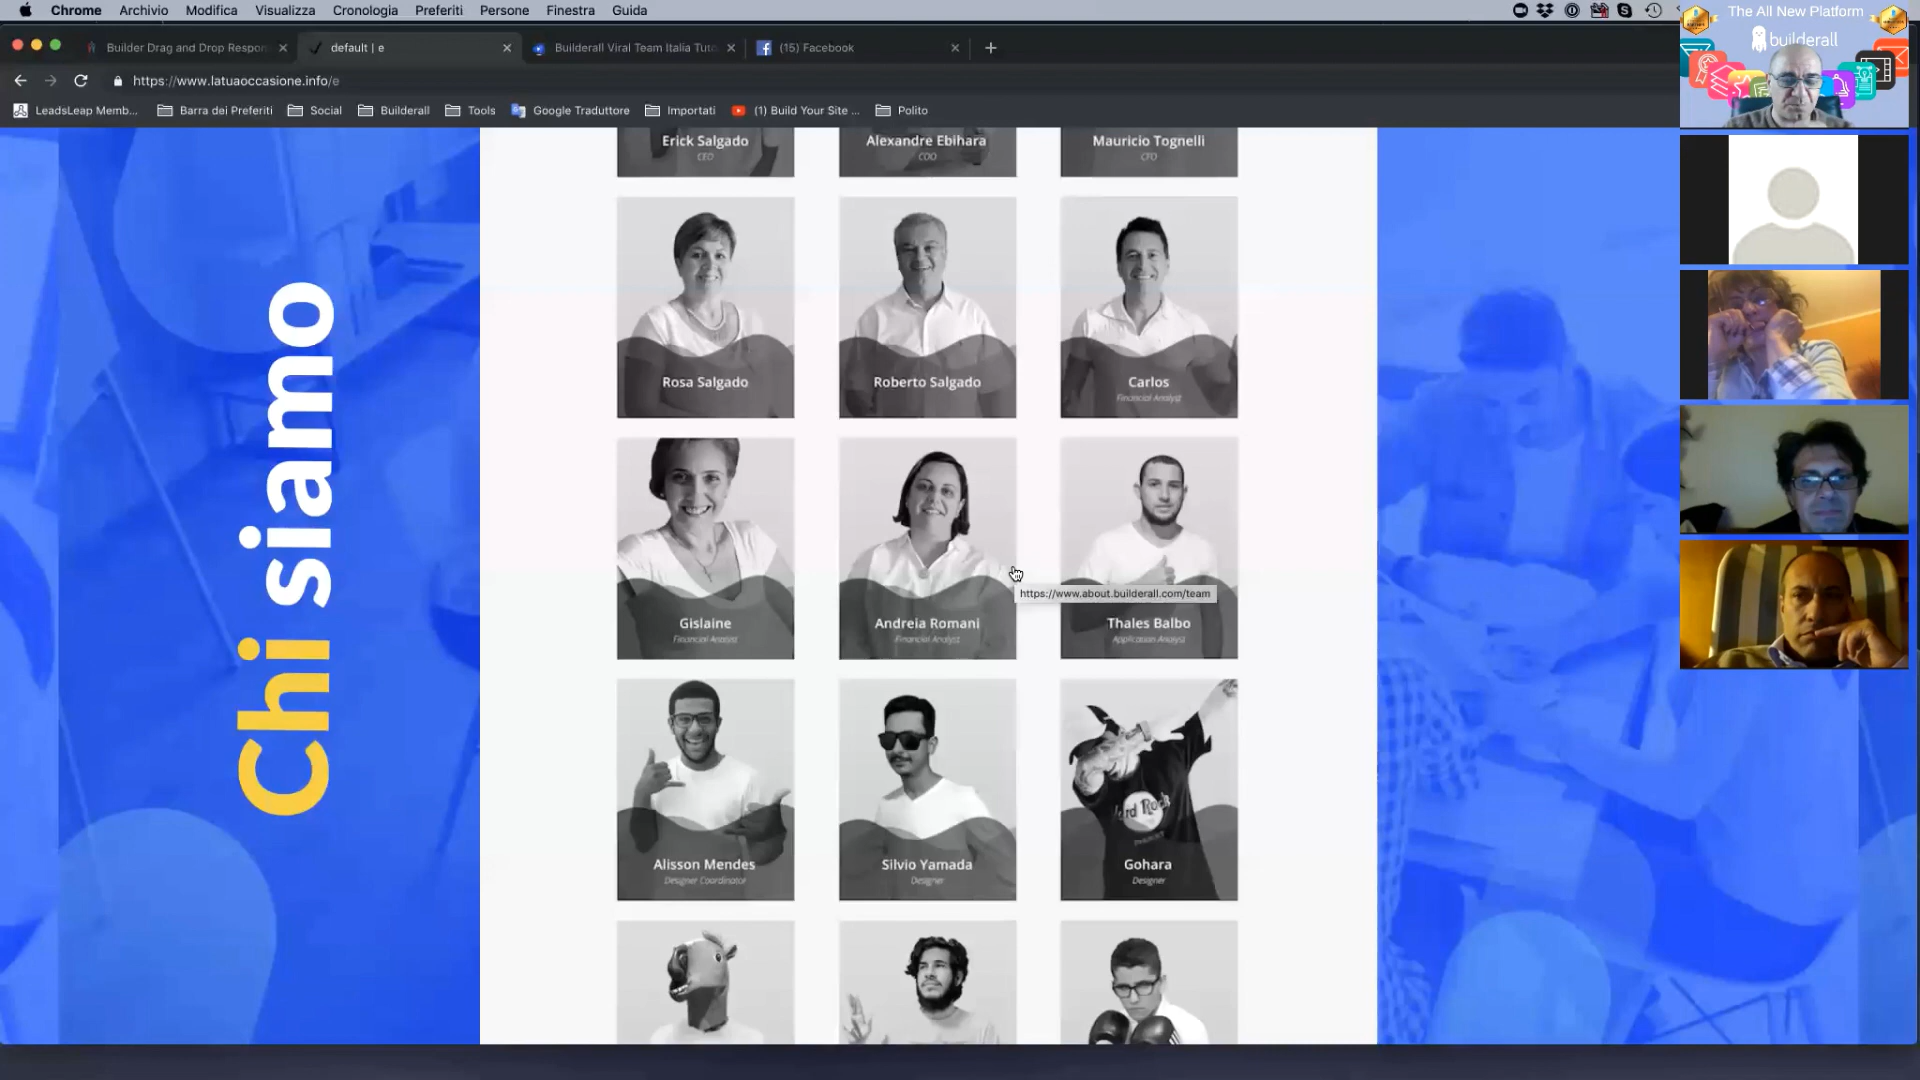 Chrome Archivio Modifica Visualizza Cronologia Preferiti Persone Finestra Guida
Builder Drag and Drop Respon
default | e
Builderall Viral Team Italia Tuto
(15) Facebook
https://www.latuaoccasione.info/e
LeadsLeap Memb...
Barra dei Preferiti
Social
Builderall
Tools
Google Traduttore
Importati
(1) Build Your Site ...
Polito
The All New Platform
builderall
Chi siamo
Erick Salgado
CEO
Alexandre Ebihara
COO
Mauricio Tognelli
CFO
Rosa Salgado
Roberto Salgado
Carlos
Financial Analyst
Gislaine
Financial Analyst
Andreia Romani
Financial Analyst
Thales Balbo
Application Analyst
https://www.about.builderall.com/team
Alisson Mendes
Designer Coordinator
Silvio Yamada
Designer
Hard Rock
Gohara
Designer